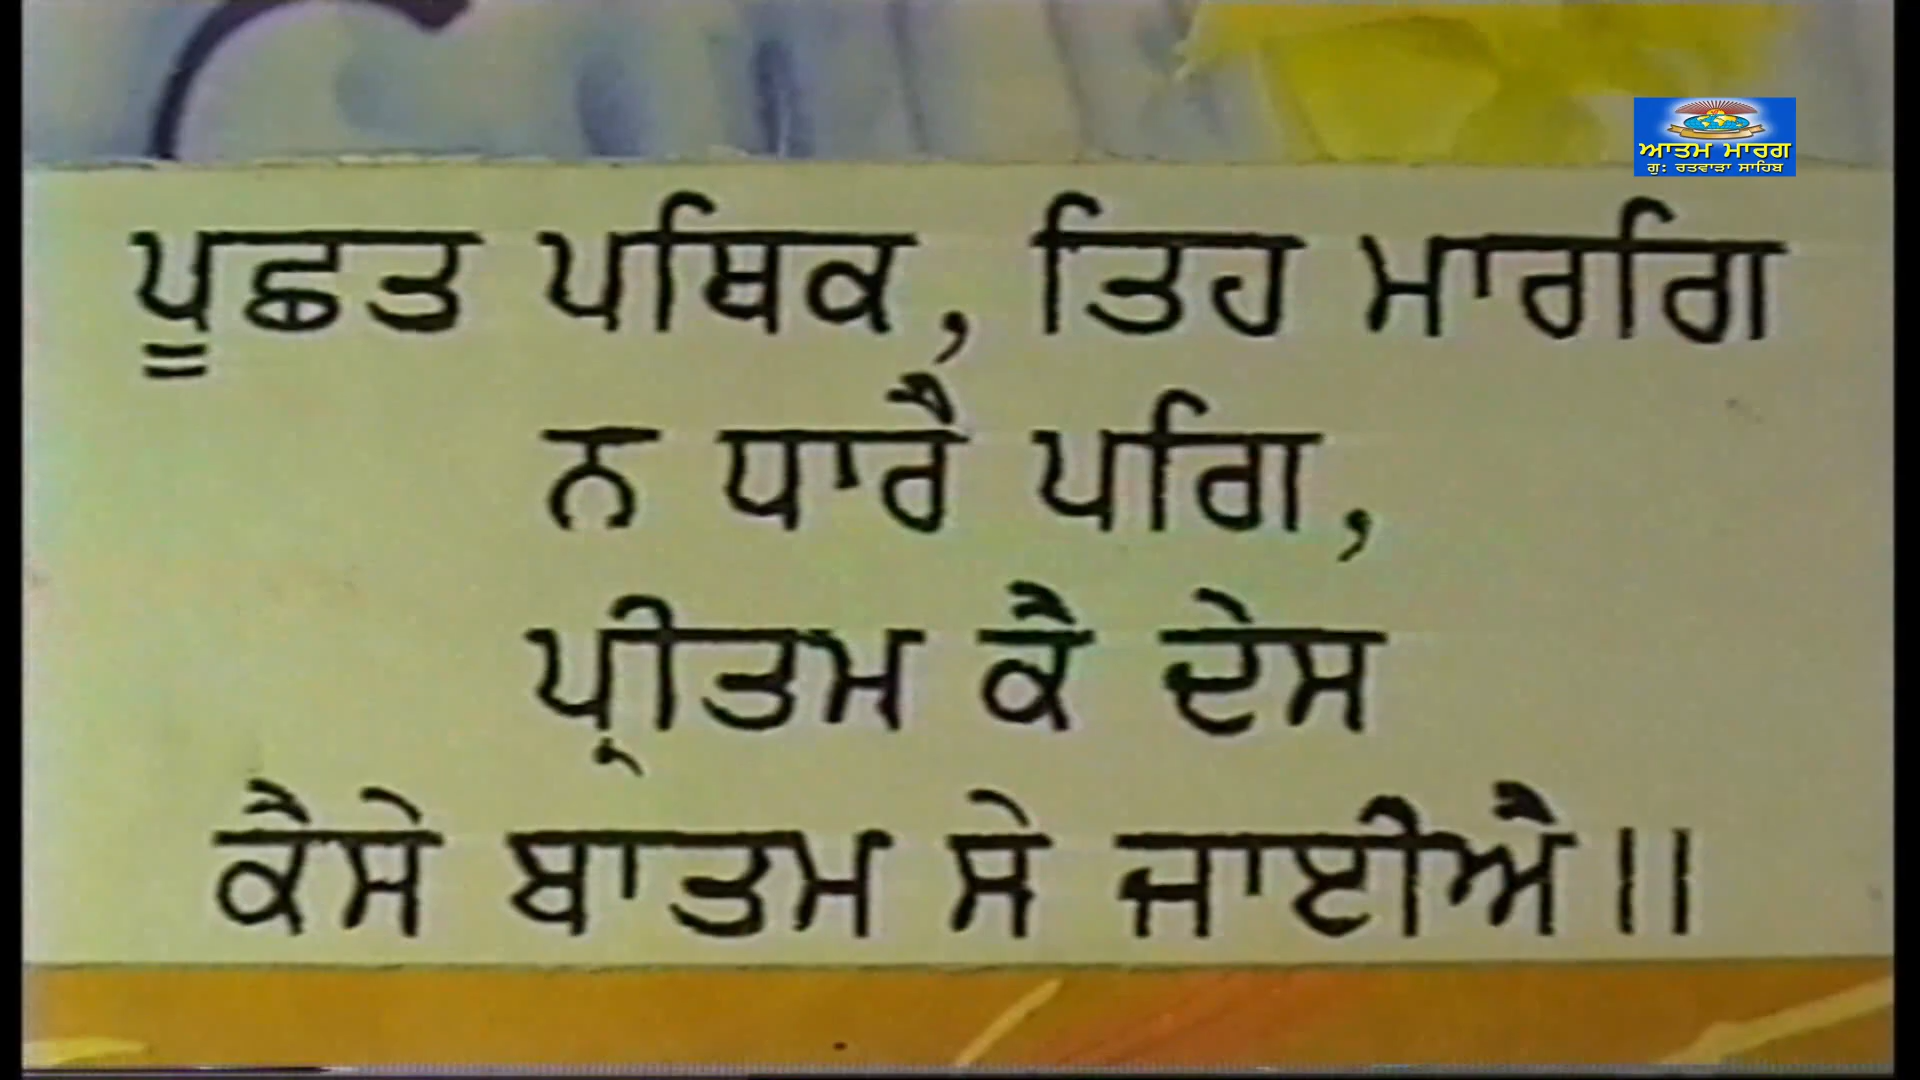 ਆਤਮ ਮਾਰਗ
ਗੁ: ਰਤਵਾੜਾ ਸਾਹਿਬ
ਪੂਛਤ ਪਥਿਕ, ਤਿਹ ਮਾਰਗਿ
ਨ ਧਾਰੈ ਪਗਿ,
ਪ੍ਰੀਤਮ ਕੈ ਦੇਸ
ਕੈਸੇ ਬਾਤਮ ਸੇ ਜਾਈਐ॥